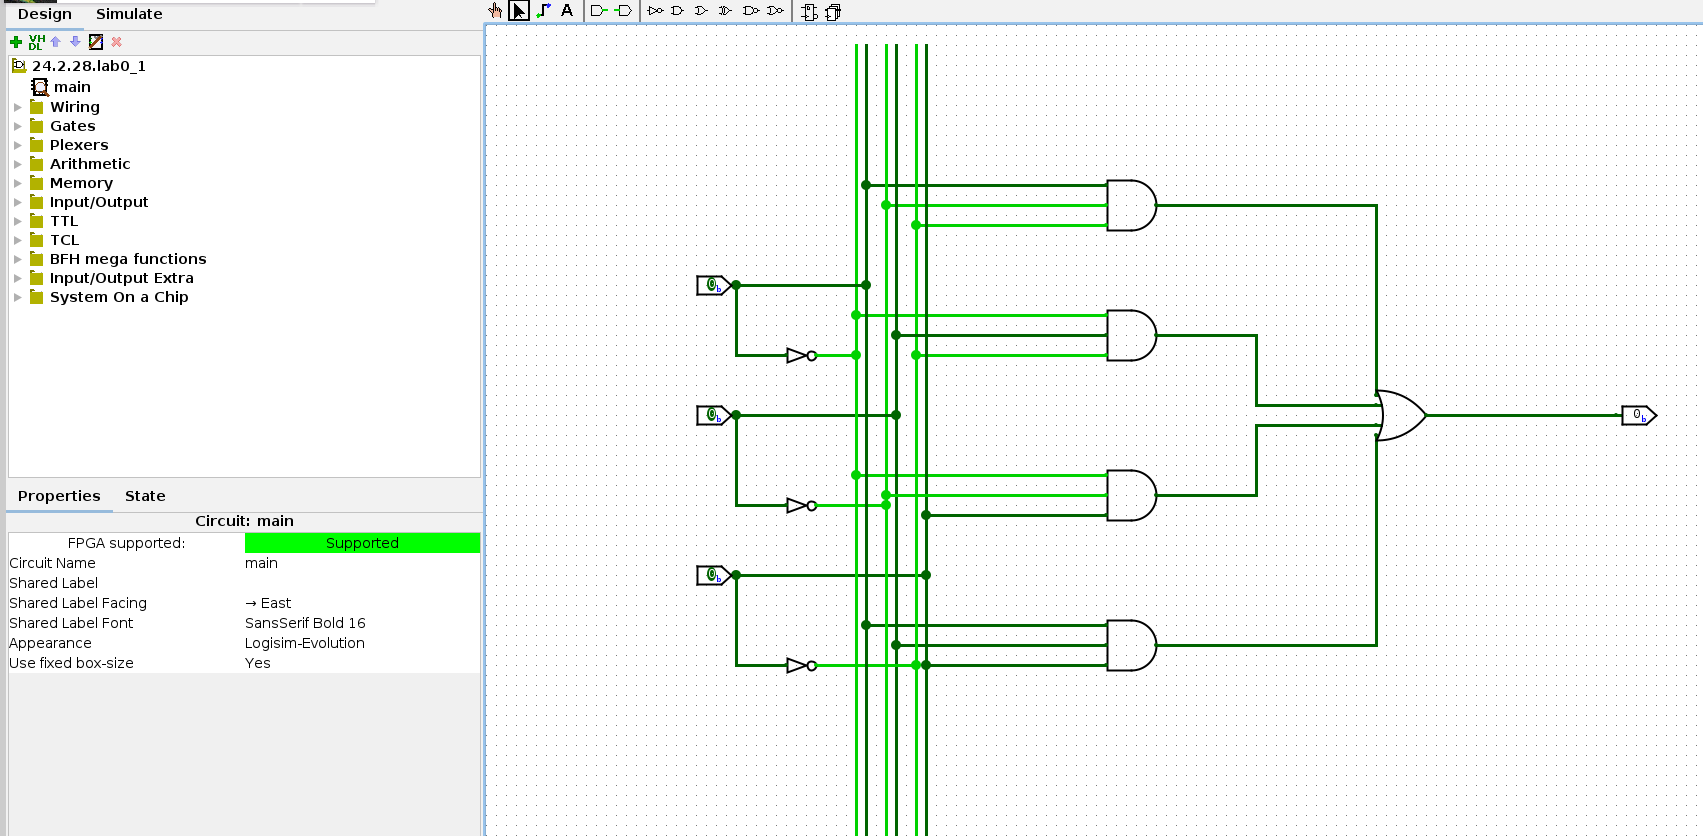 Design Simulate
A
VH
DL
24.2.28.lab0_1
main
Wiring
Gates
Plexers
Arithmetic
Memory
Input/Output
TTL
TCL
BFH mega functions
Input/Output Extra
System On a Chip
0b
0b
0b
0b
Properties State
Circuit: main
FPGA supported: Supported
Circuit Name main
Shared Label
Shared Label Facing → East
Shared Label Font SansSerif Bold 16
Appearance Logisim-Evolution
Use fixed box-size Yes